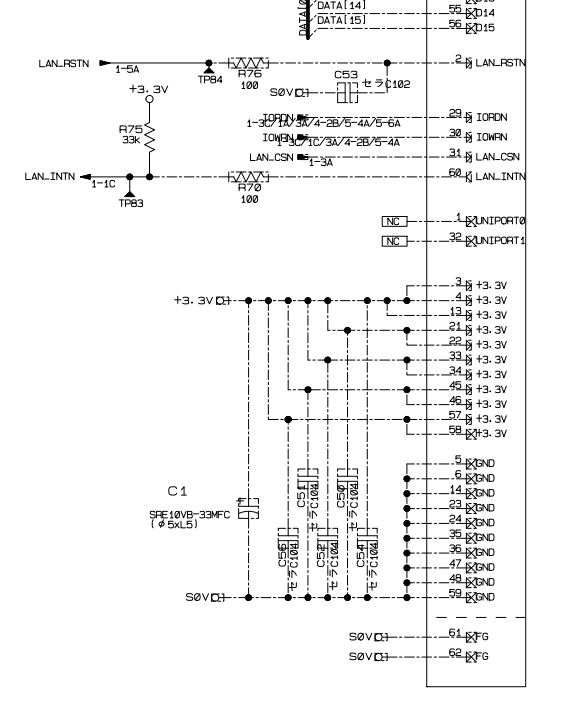 D13
DATA[14] 55 D14
DATA[15] 56 D15
DATA[0
LAN_RSTN 1-5A TP84 R76 100 2 LAN_RSTN
C53 セラC102
S0V
+3.3V
R75 33k
IORDN 1-3C/1A/3A/4-2B/5-4A/5-6A 29 IORDN
IOWRN 1-3C/1C/3A/4-2B/5-4A 30 IOWRN
LAN_CSN 1-3A 31 LAN_CSN
LAN_INTN 1-1C TP83 R70 100 60 LAN_INTN
NC 1 UNIPORT0
NC 32 UNIPORT1
3 +3.3V
+3.3V 4 +3.3V
13 +3.3V
21 +3.3V
22 +3.3V
33 +3.3V
34 +3.3V
45 +3.3V
46 +3.3V
57 +3.3V
58 +3.3V
5 GND
6 GND
14 GND
23 GND
24 GND
35 GND
36 GND
47 GND
48 GND
59 GND
C1
SRE10VB-33MFC
(φ5xL5)
C51 セラC104
C50 セラC104
C55 セラC104
C52 セラC104
C54 セラC104
S0V
S0V 61 FG
S0V 62 FG